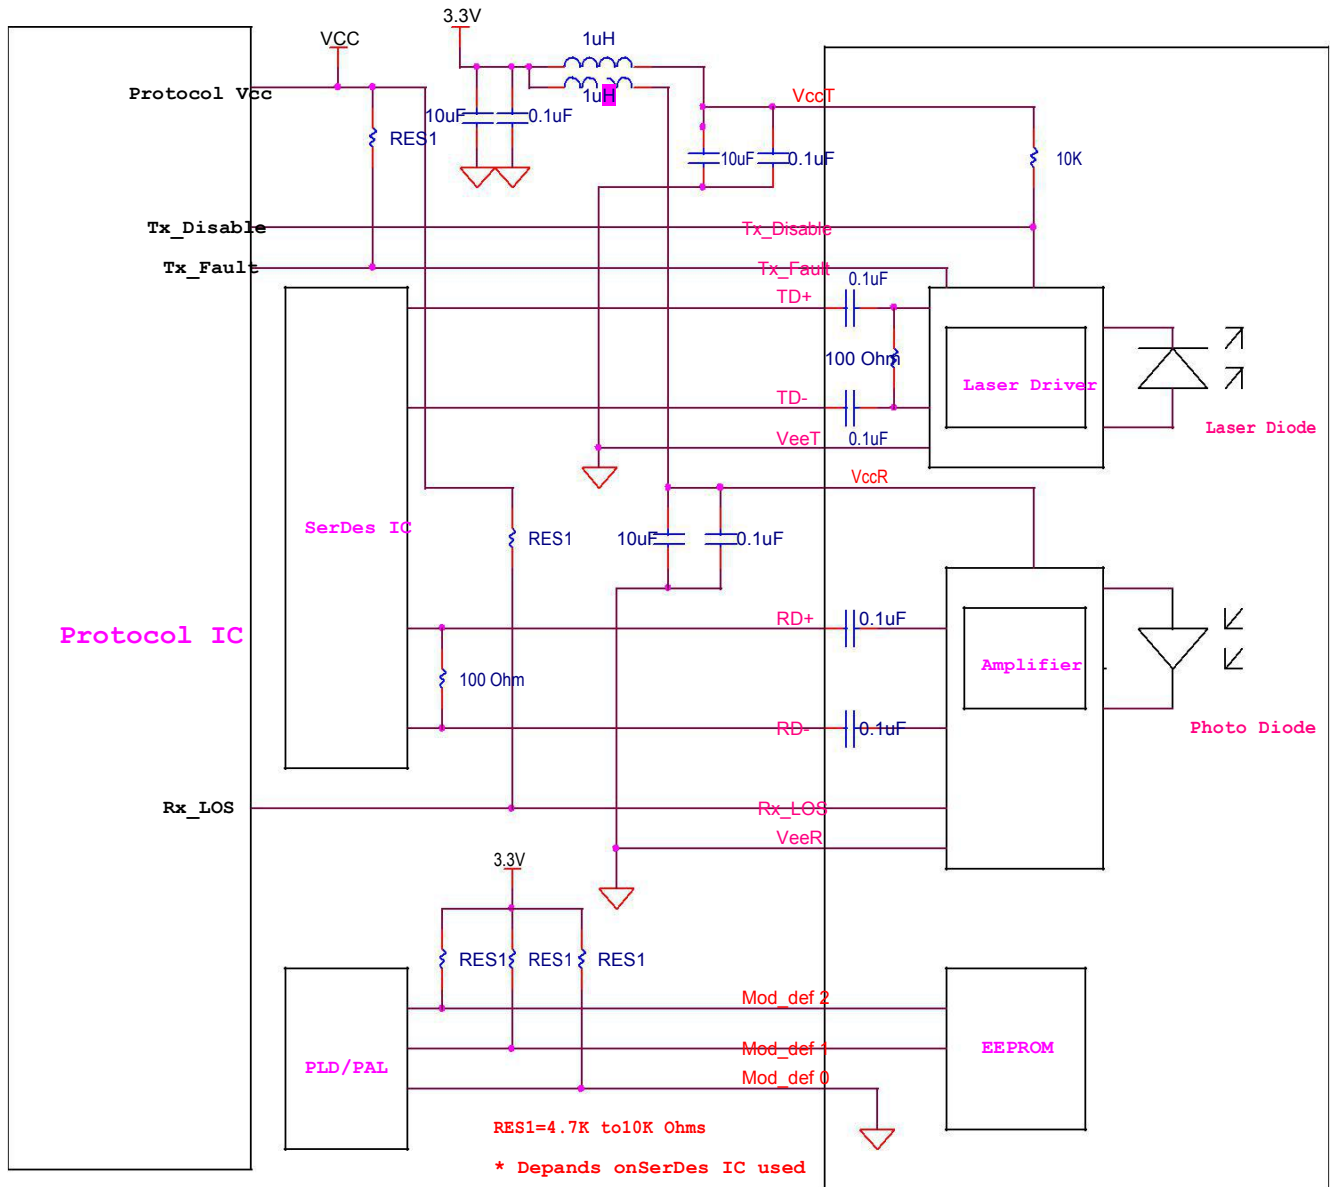 3.3V
VCC
1uH
Protocol Vcc
1uH
VccT
10uF
0.1uF
RES1
10uF
0.1uF
10K
Tx_Disable
Tx_Disable
Tx_Fault
Tx_Fault
0.1uF
TD+
100 Ohm
Laser Driver
TD-
Laser Diode
VeeT
0.1uF
VccR
SerDes IC
RES1
10uF
0.1uF
RD+
0.1uF
Protocol IC
Amplifier
100 Ohm
RD-
0.1uF
Photo Diode
Rx_LOS
Rx_LOS
VeeR
3.3V
RES1
RES1
RES1
Mod_def 2
PLD/PAL
Mod_def 1
EEPROM
Mod_def 0
RES1=4.7K to10K Ohms
* Depands onSerDes IC used